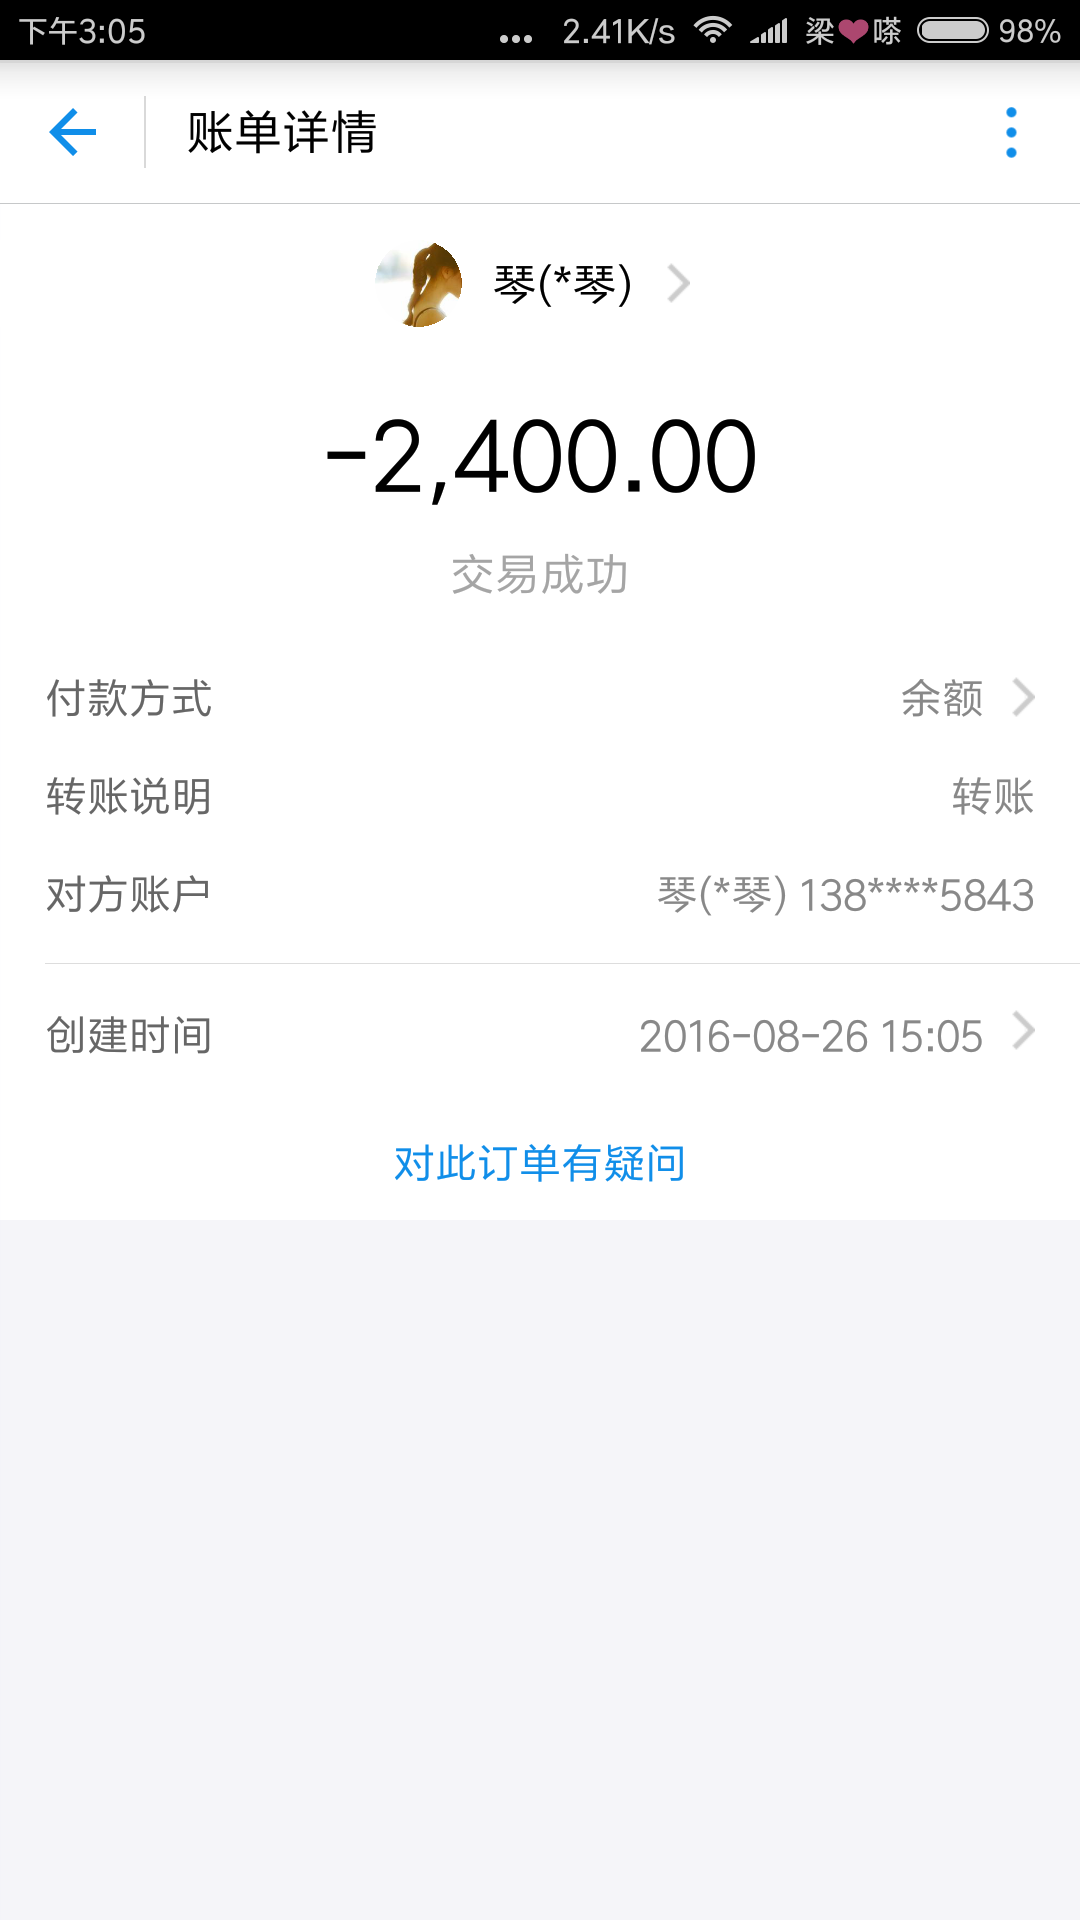 下午3:05 ... 2.41K/s 梁❤嗏 98%
账单详情
琴(*琴)
-2,400.00
交易成功
付款方式 余额
转账说明 转账
对方账户 琴(*琴) 138****5843
创建时间 2016-08-26 15:05
对此订单有疑问